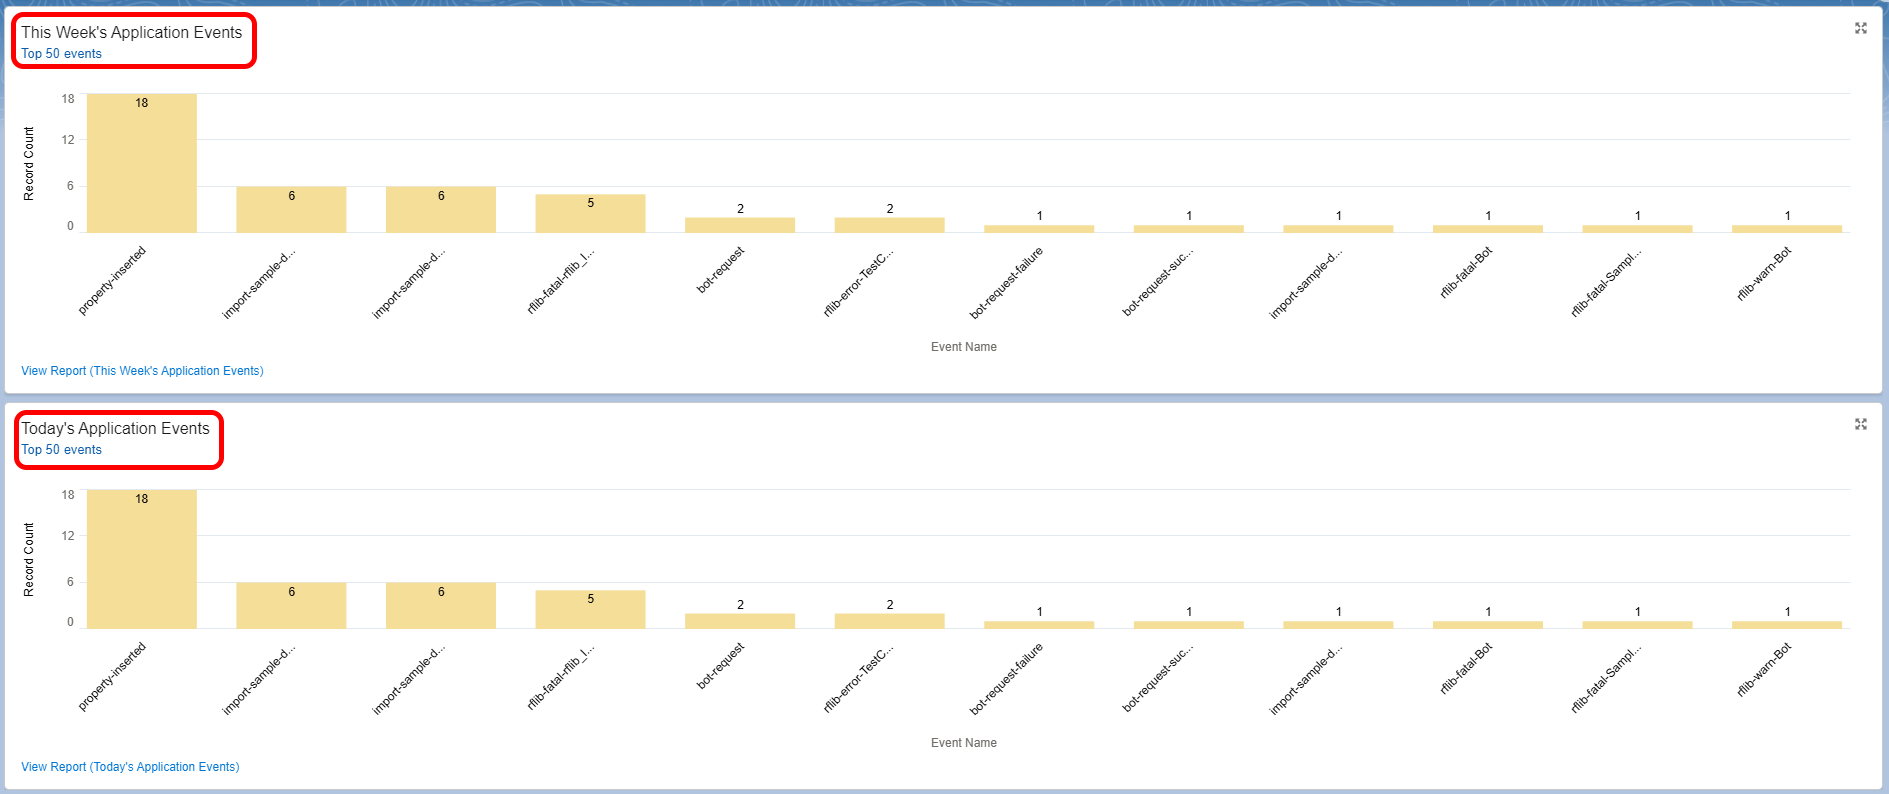 This Week's Application Events
Top 50 events
Record Count
18
12
6
0
18
6
6
5
2
2
1
1
1
1
1
1
property-inserted
import-sample-d...
import-sample-d...
rflib-fatal-rflib_l...
bot-request
rflib-error-TestC...
bot-request-failure
bot-request-suc...
import-sample-d...
rflib-fatal-Bot
rflib-fatal-Sampl...
rflib-warn-Bot
Event Name
View Report (This Week's Application Events)
Today's Application Events
Top 50 events
Record Count
18
12
6
0
18
6
6
5
2
2
1
1
1
1
1
1
property-inserted
import-sample-d...
import-sample-d...
rflib-fatal-rflib_l...
bot-request
rflib-error-TestC...
bot-request-failure
bot-request-suc...
import-sample-d...
rflib-fatal-Bot
rflib-fatal-Sampl...
rflib-warn-Bot
Event Name
View Report (Today's Application Events)